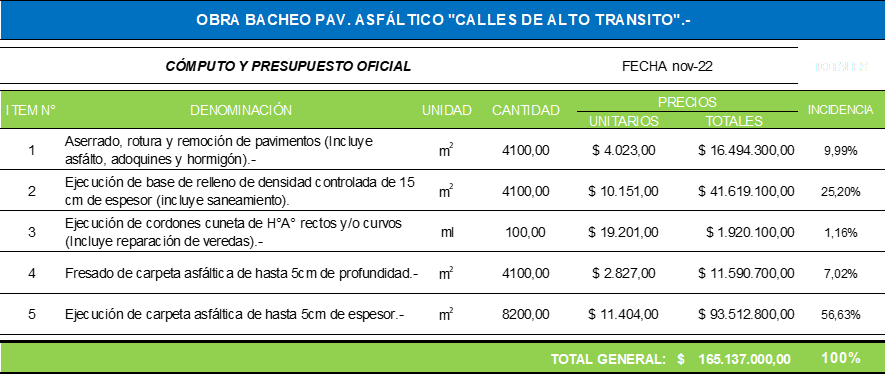 OBRA BACHEO PAV. ASFÁLTICO "CALLES DE ALTO TRANSITO".-
CÓMPUTO Y PRESUPUESTO OFICIAL FECHA nov-22
ITEM N° DENOMINACIÓN UNIDAD CANTIDAD PRECIOS INCIDENCIA
UNITARIOS TOTALES
1 Aserrado, rotura y remoción de pavimentos (Incluye
asfálto, adoquines y hormigón).- m² 4100,00 $ 4.023,00 $ 16.494.300,00 9,99%
2 Ejecución de base de relleno de densidad controlada de 15
cm de espesor (incluye saneamiento). m² 4100,00 $ 10.151,00 $ 41.619.100,00 25,20%
3 Ejecución de cordones cuneta de H°A° rectos y/o curvos
(Incluye reparación de veredas).- ml 100,00 $ 19.201,00 $ 1.920.100,00 1,16%
4 Fresado de carpeta asfáltica de hasta 5cm de profundidad.- m² 4100,00 $ 2.827,00 $ 11.590.700,00 7,02%
5 Ejecución de carpeta asfáltica de hasta 5cm de espesor.- m² 8200,00 $ 11.404,00 $ 93.512.800,00 56,63%
TOTAL GENERAL: $ 165.137.000,00 100%